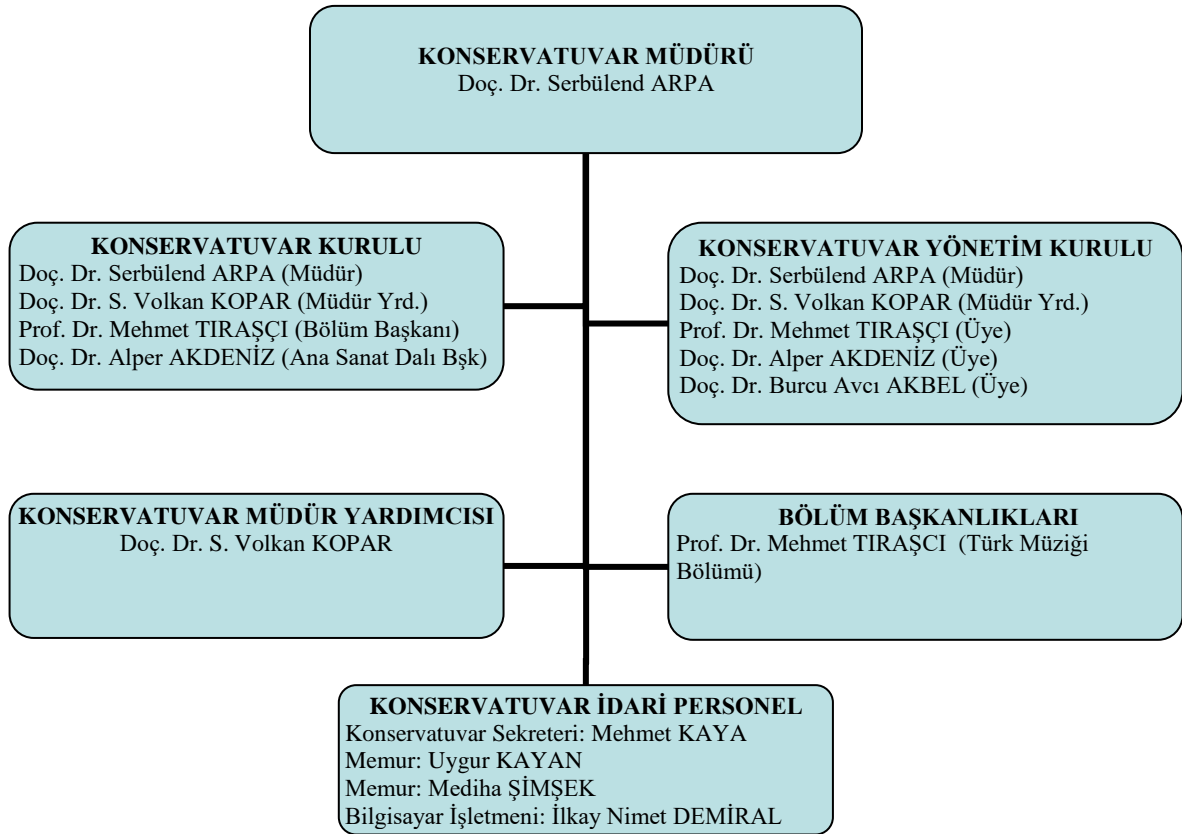 KONSERVATUVAR MÜDÜRÜ
Doç. Dr. Serbülend ARPA
KONSERVATUVAR KURULU
Doç. Dr. Serbülend ARPA (Müdür)
Doç. Dr. S. Volkan KOPAR (Müdür Yrd.)
Prof. Dr. Mehmet TIRAŞÇI (Bölüm Başkanı)
Doç. Dr. Alper AKDENİZ (Ana Sanat Dalı Bşk)
KONSERVATUVAR YÖNETİM KURULU
Doç. Dr. Serbülend ARPA (Müdür)
Doç. Dr. S. Volkan KOPAR (Müdür Yrd.)
Prof. Dr. Mehmet TIRAŞÇI (Üye)
Doç. Dr. Alper AKDENİZ (Üye)
Doç. Dr. Burcu Avcı AKBEL (Üye)
KONSERVATUVAR MÜDÜR YARDIMCISI
Doç. Dr. S. Volkan KOPAR
BÖLÜM BAŞKANLIKLARI
Prof. Dr. Mehmet TIRAŞCI (Türk Müziği
Bölümü)
KONSERVATUVAR İDARİ PERSONEL
Konservatuvar Sekreteri: Mehmet KAYA
Memur: Uygur KAYAN
Memur: Mediha ŞİMŞEK
Bilgisayar İşletmeni: İlkay Nimet DEMİRAL